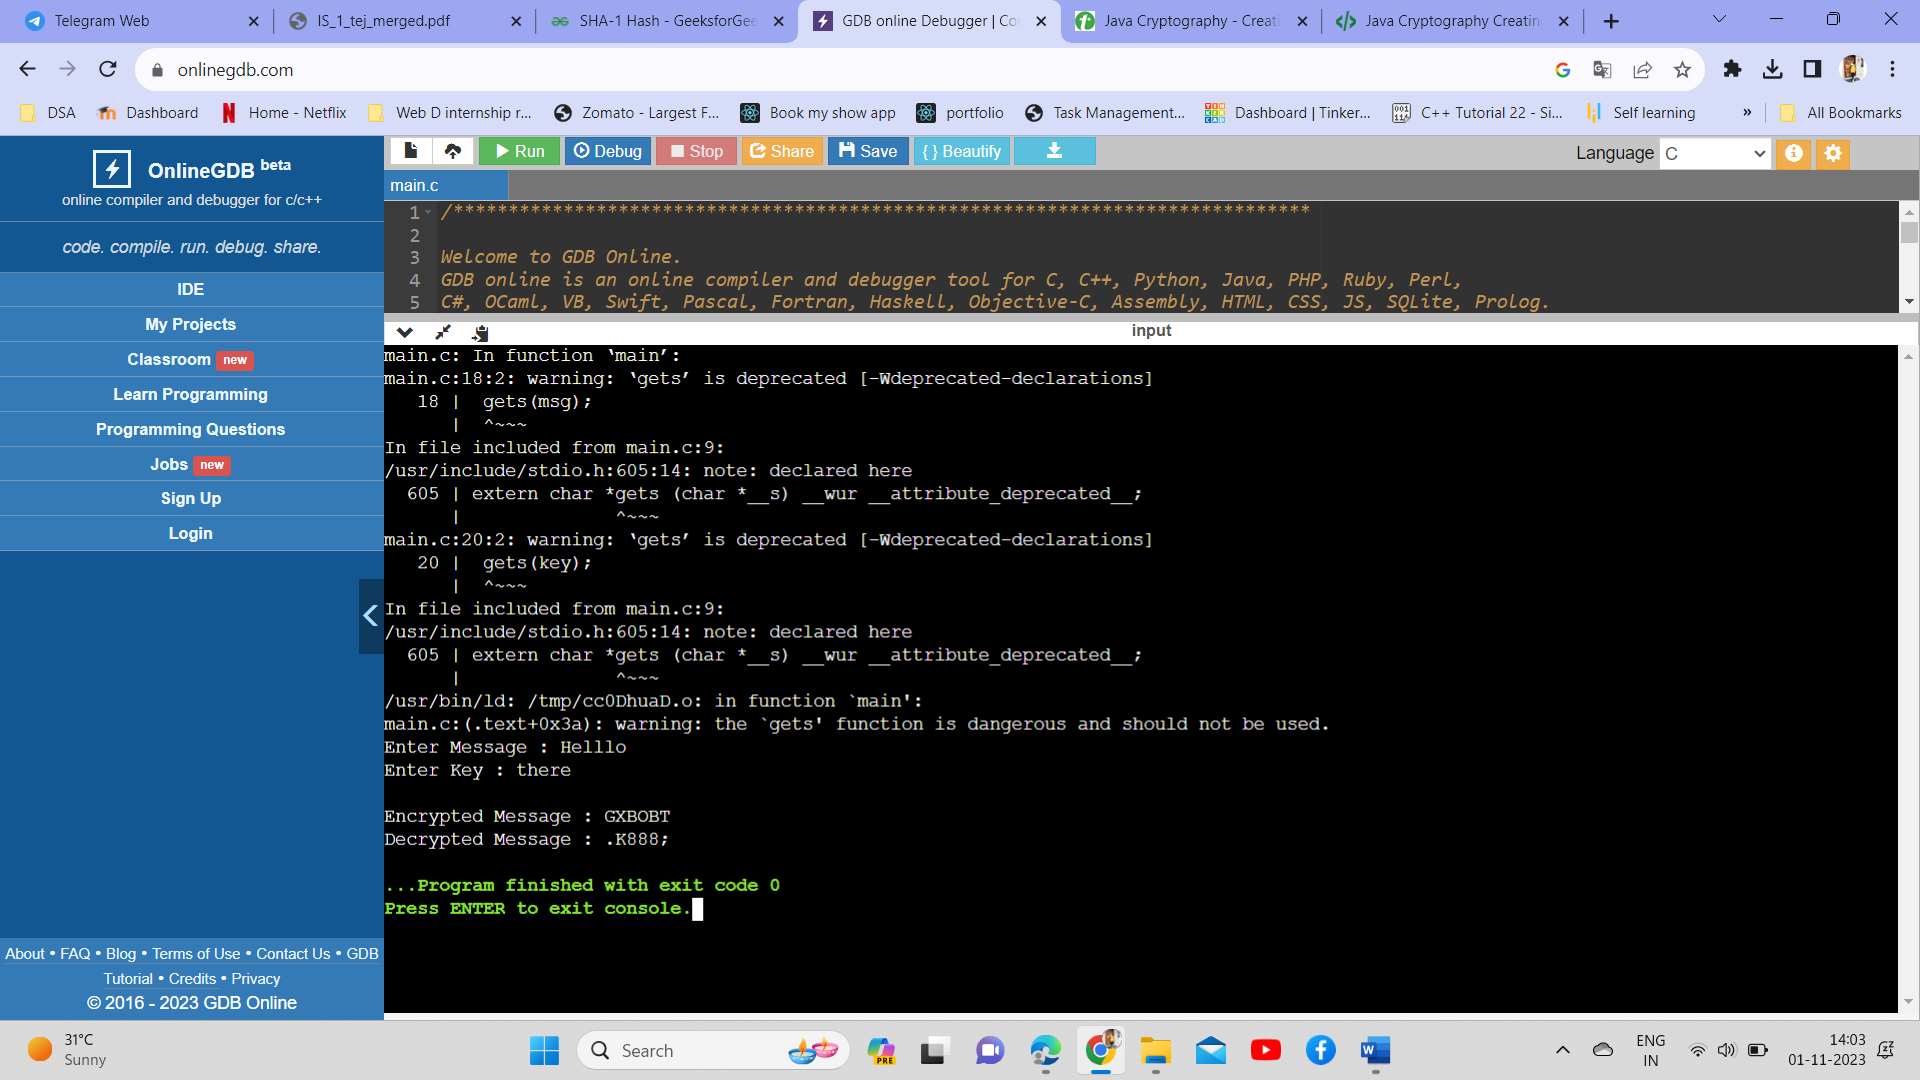 Telegram Web
IS_1_tej_merged.pdf
SHA-1 Hash - GeeksforGee
GDB online Debugger | Co
Java Cryptography - Creati
Java Cryptography Creatin
onlinegdb.com
DSA
Dashboard
Home - Netflix
Web D internship r...
Zomato - Largest F...
Book my show app
portfolio
Task Management...
Dashboard | Tinker...
C++ Tutorial 22 - Si...
Self learning
»
All Bookmarks
OnlineGDB beta
online compiler and debugger for c/c++
code. compile. run. debug. share.
IDE
My Projects
Classroom new
Learn Programming
Programming Questions
Jobs new
Sign Up
Login
About • FAQ • Blog • Terms of Use • Contact Us • GDB
Tutorial • Credits • Privacy
© 2016 - 2023 GDB Online
Run
Debug
Stop
Share
Save
{ } Beautify
Language C
main.c
1 /******************************************************************************
2
3 Welcome to GDB Online.
4 GDB online is an online compiler and debugger tool for C, C++, Python, Java, PHP, Ruby, Perl,
5 C#, OCaml, VB, Swift, Pascal, Fortran, Haskell, Objective-C, Assembly, HTML, CSS, JS, SQLite, Prolog.
input
main.c: In function ‘main’:
main.c:18:2: warning: ‘gets’ is deprecated [-Wdeprecated-declarations]
18 | gets(msg);
| ^~~~
In file included from main.c:9:
/usr/include/stdio.h:605:14: note: declared here
605 | extern char *gets (char *__s) __wur __attribute_deprecated__;
| ^~~~
main.c:20:2: warning: ‘gets’ is deprecated [-Wdeprecated-declarations]
20 | gets(key);
| ^~~~
In file included from main.c:9:
/usr/include/stdio.h:605:14: note: declared here
605 | extern char *gets (char *__s) __wur __attribute_deprecated__;
| ^~~~
/usr/bin/ld: /tmp/cc0DhuaD.o: in function `main':
main.c:(.text+0x3a): warning: the `gets' function is dangerous and should not be used.
Enter Message : Helllo
Enter Key : there
Encrypted Message : GXBOBT
Decrypted Message : .K888;
...Program finished with exit code 0
Press ENTER to exit console.
31°C
Sunny
Search
PRE
ENG
IN
14:03
01-11-2023